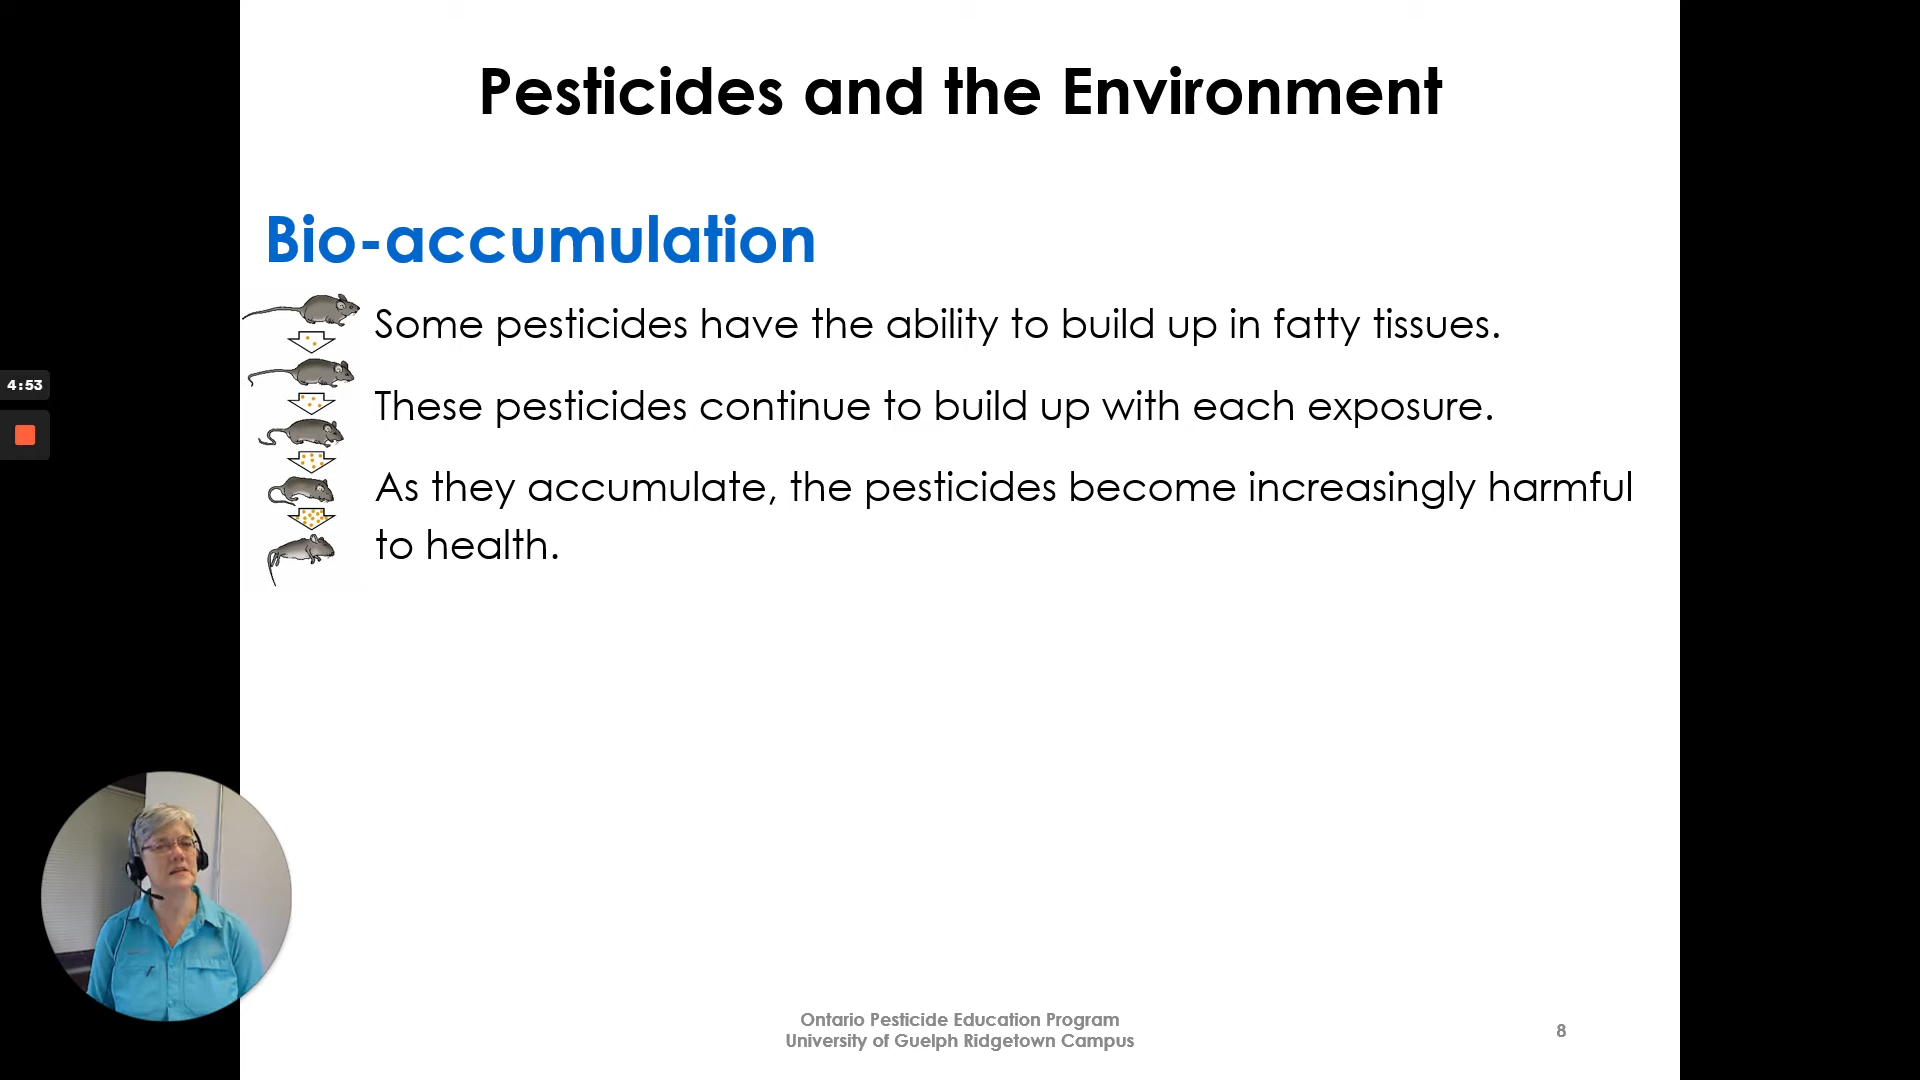 Pesticides and the Environment
Bio-accumulation
Some pesticides have the ability to build up in fatty tissues.
These pesticides continue to build up with each exposure.
As they accumulate, the pesticides become increasingly harmful
to health.
4:53
Ontario Pesticide Education Program
University of Guelph Ridgetown Campus
8